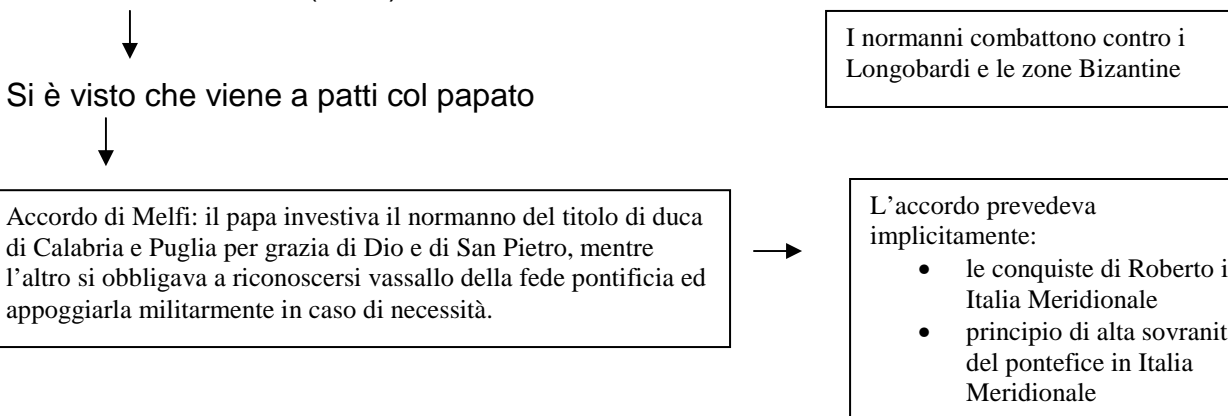 I normanni combattono contro i
Longobardi e le zone Bizantine
Si è visto che viene a patti col papato
Accordo di Melfi: il papa investiva il normanno del titolo di duca
di Calabria e Puglia per grazia di Dio e di San Pietro, mentre
l’altro si obbligava a riconoscersi vassallo della fede pontificia ed
appoggiarla militarmente in caso di necessità.
L’accordo prevedeva
implicitamente:
• le conquiste di Roberto i
Italia Meridionale
• principio di alta sovranit
del pontefice in Italia
Meridionale